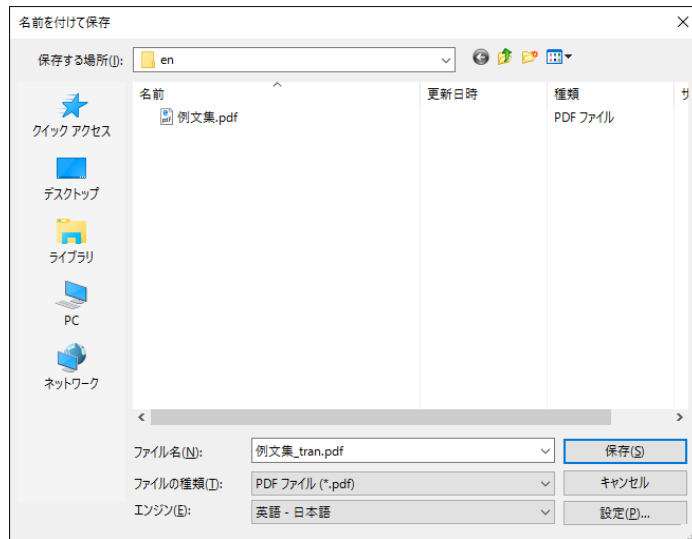 名前を付けて保存
保存する場所(I): en
名前 更新日時 種類 サ
例文集.pdf PDF ファイル
クイック アクセス
デスクトップ
ライブラリ
PC
ネットワーク
ファイル名(N): 例文集_tran.pdf 保存(S)
ファイルの種類(T): PDF ファイル (*.pdf) キャンセル
エンジン(E): 英語 - 日本語 設定(P)...